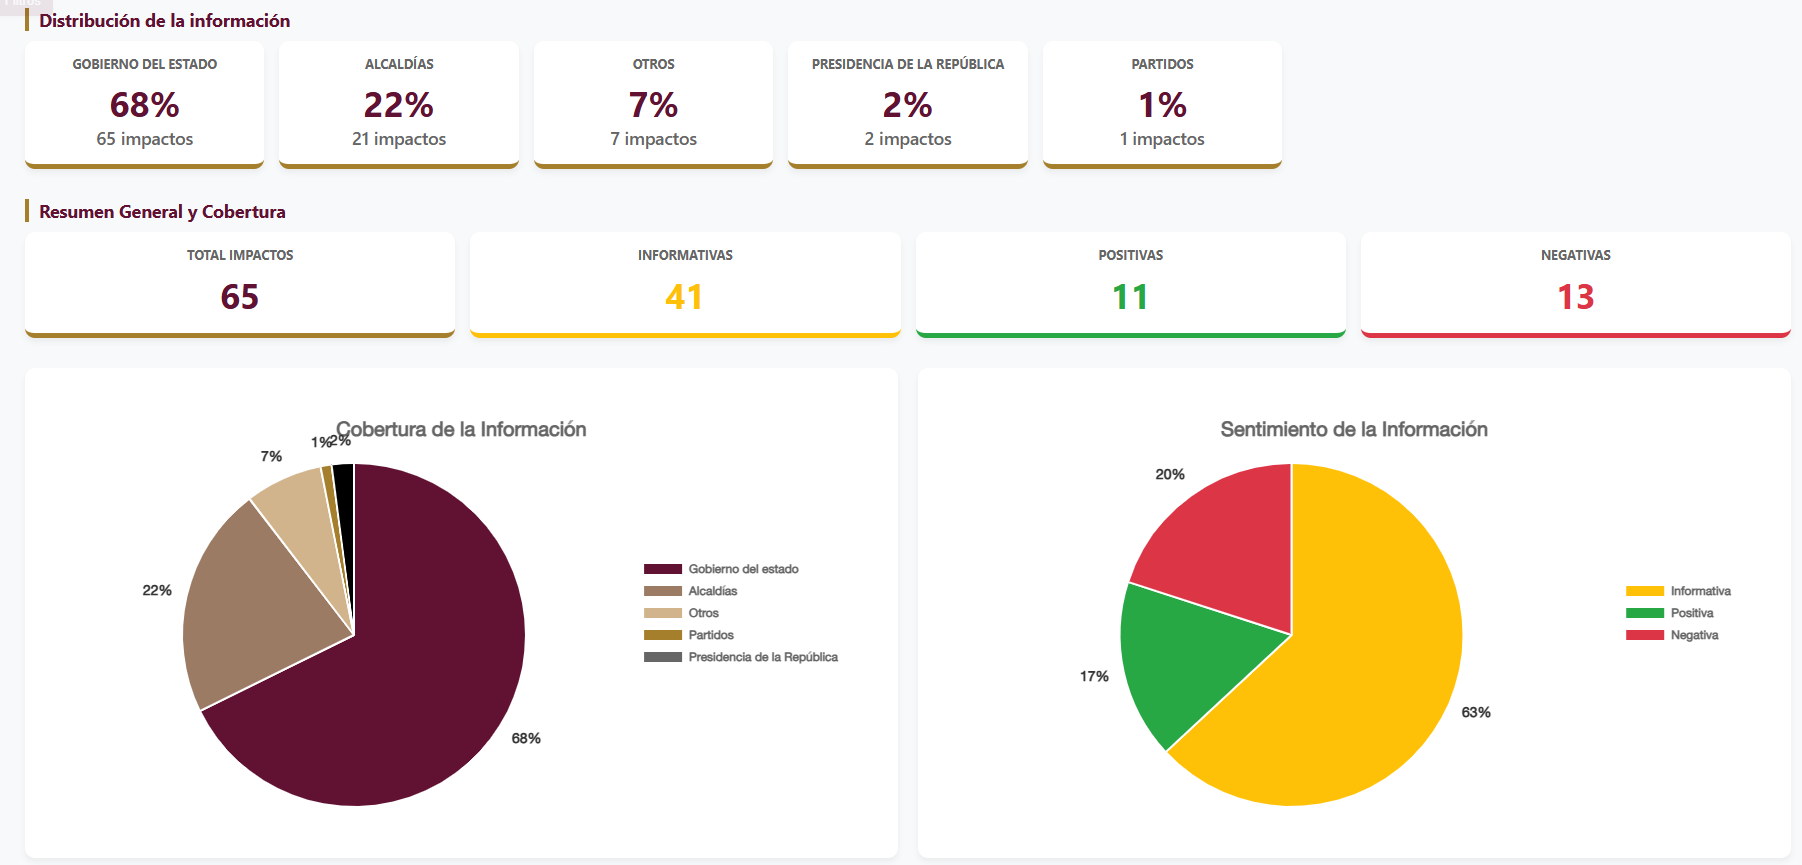 Filtros
Distribución de la información
GOBIERNO DEL ESTADO
68%
65 impactos
ALCALDÍAS
22%
21 impactos
OTROS
7%
7 impactos
PRESIDENCIA DE LA REPÚBLICA
2%
2 impactos
PARTIDOS
1%
1 impactos
Resumen General y Cobertura
TOTAL IMPACTOS
65
INFORMATIVAS
41
POSITIVAS
11
NEGATIVAS
13
Cobertura de la Información
1%
2%
7%
22%
68%
Gobierno del estado
Alcaldías
Otros
Partidos
Presidencia de la República
Sentimiento de la Información
20%
17%
63%
Informativa
Positiva
Negativa